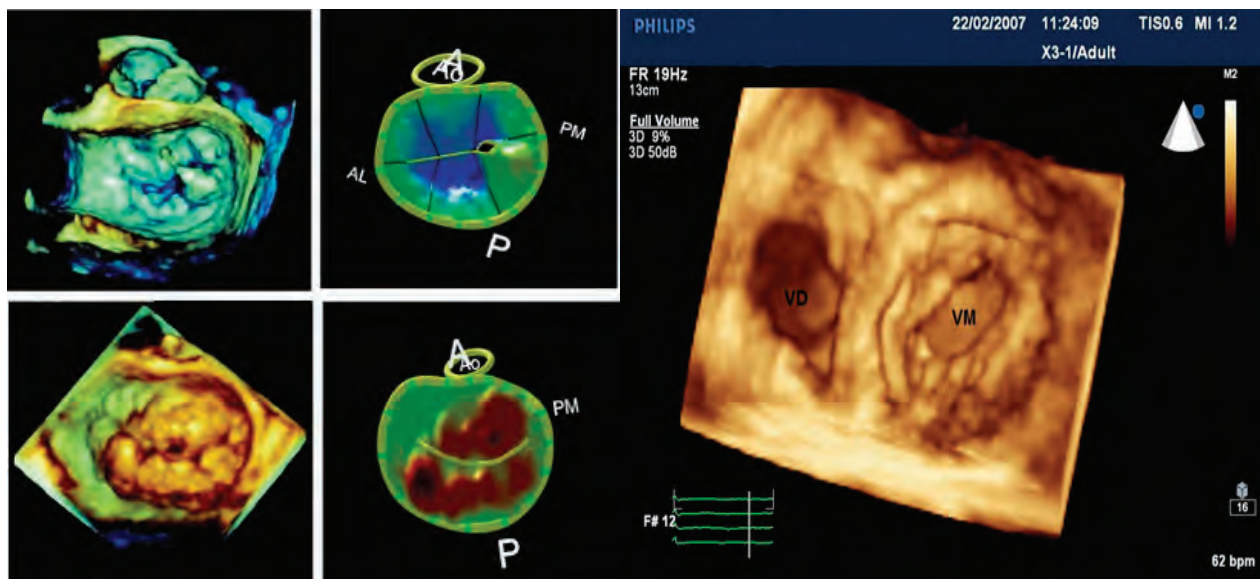 A
Ao
PM
AL
P
A
Ao
PM
P
PHILIPS
22/02/2007 11:24:09 TIS0.6 MI 1.2
X3-1/Adult
FR 19Hz
13cm
M2
Full Volume
3D 9%
3D 50dB
VD
VM
F# 12
16
62 bpm